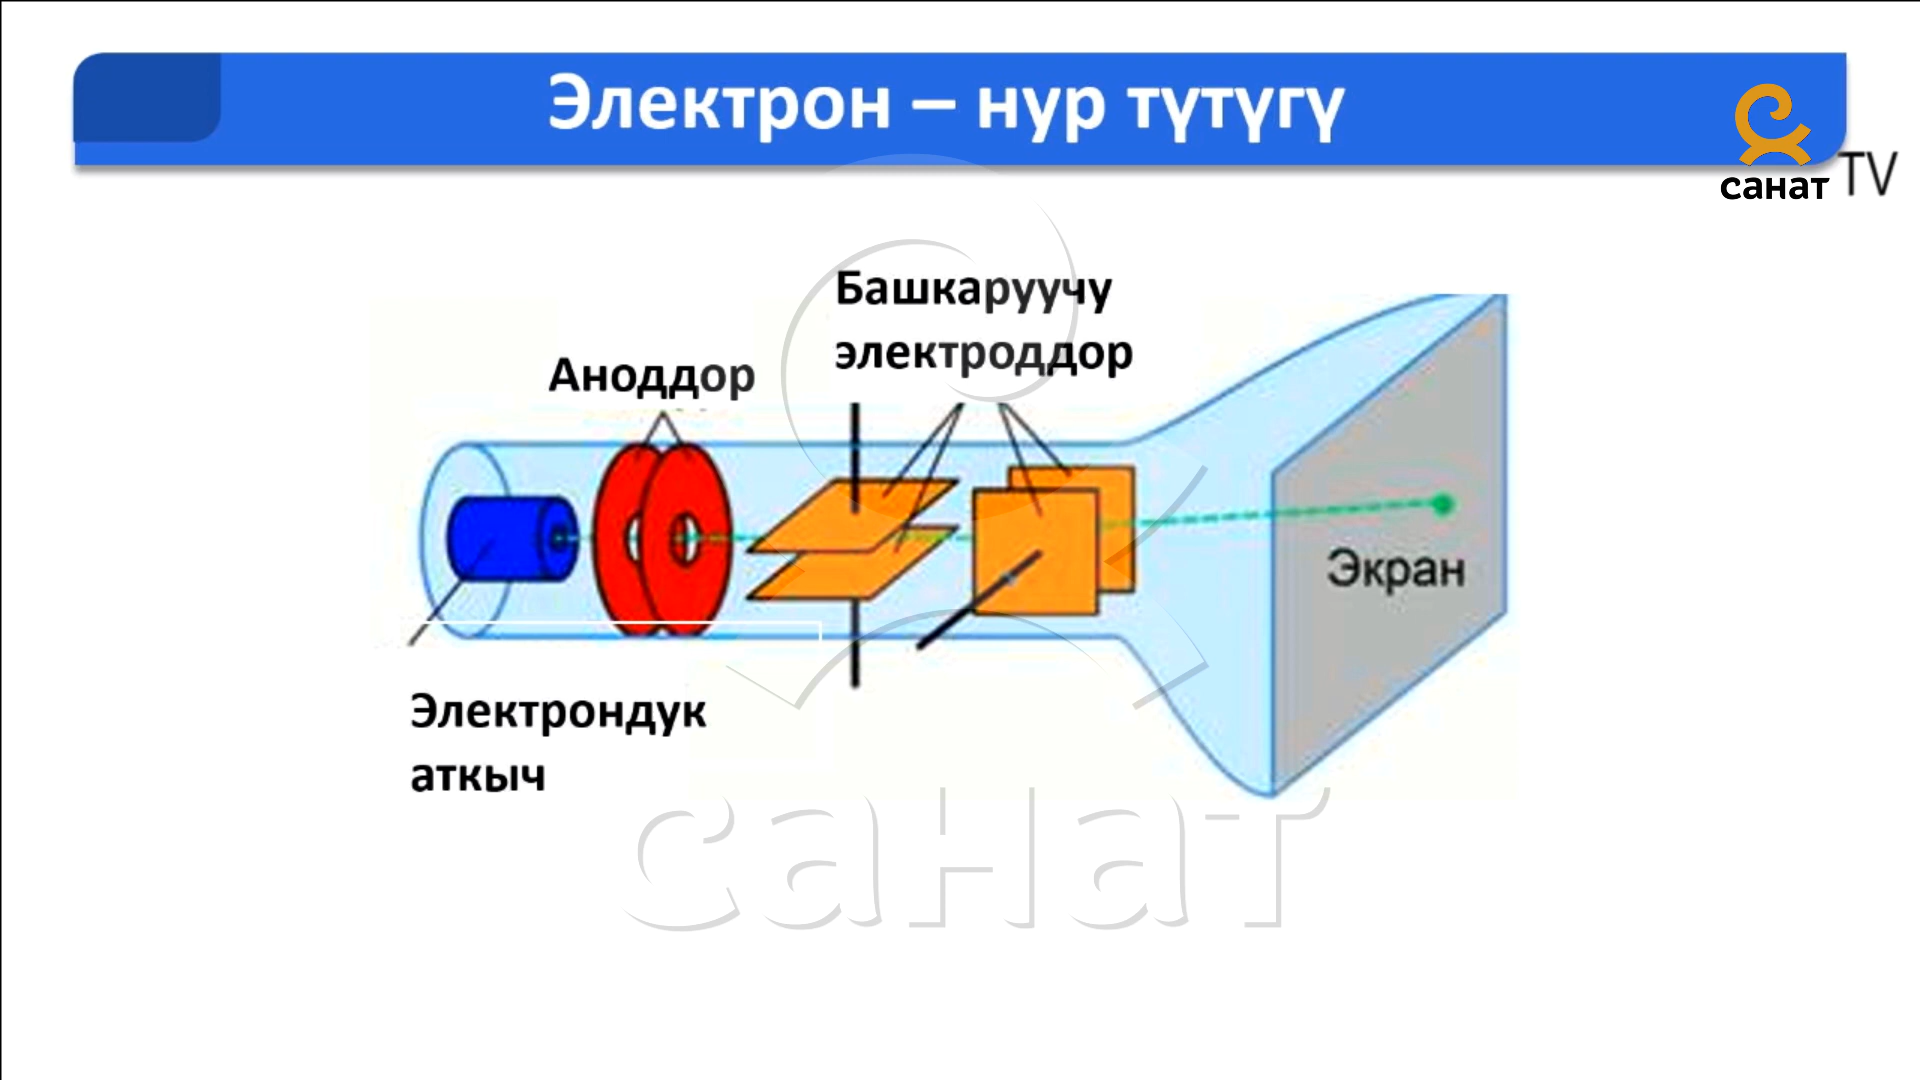 Электрон – нур түтүгү
санат TV
Башкаруучу
электроддор
Аноддор
Экран
Электрондук
аткыч
санат